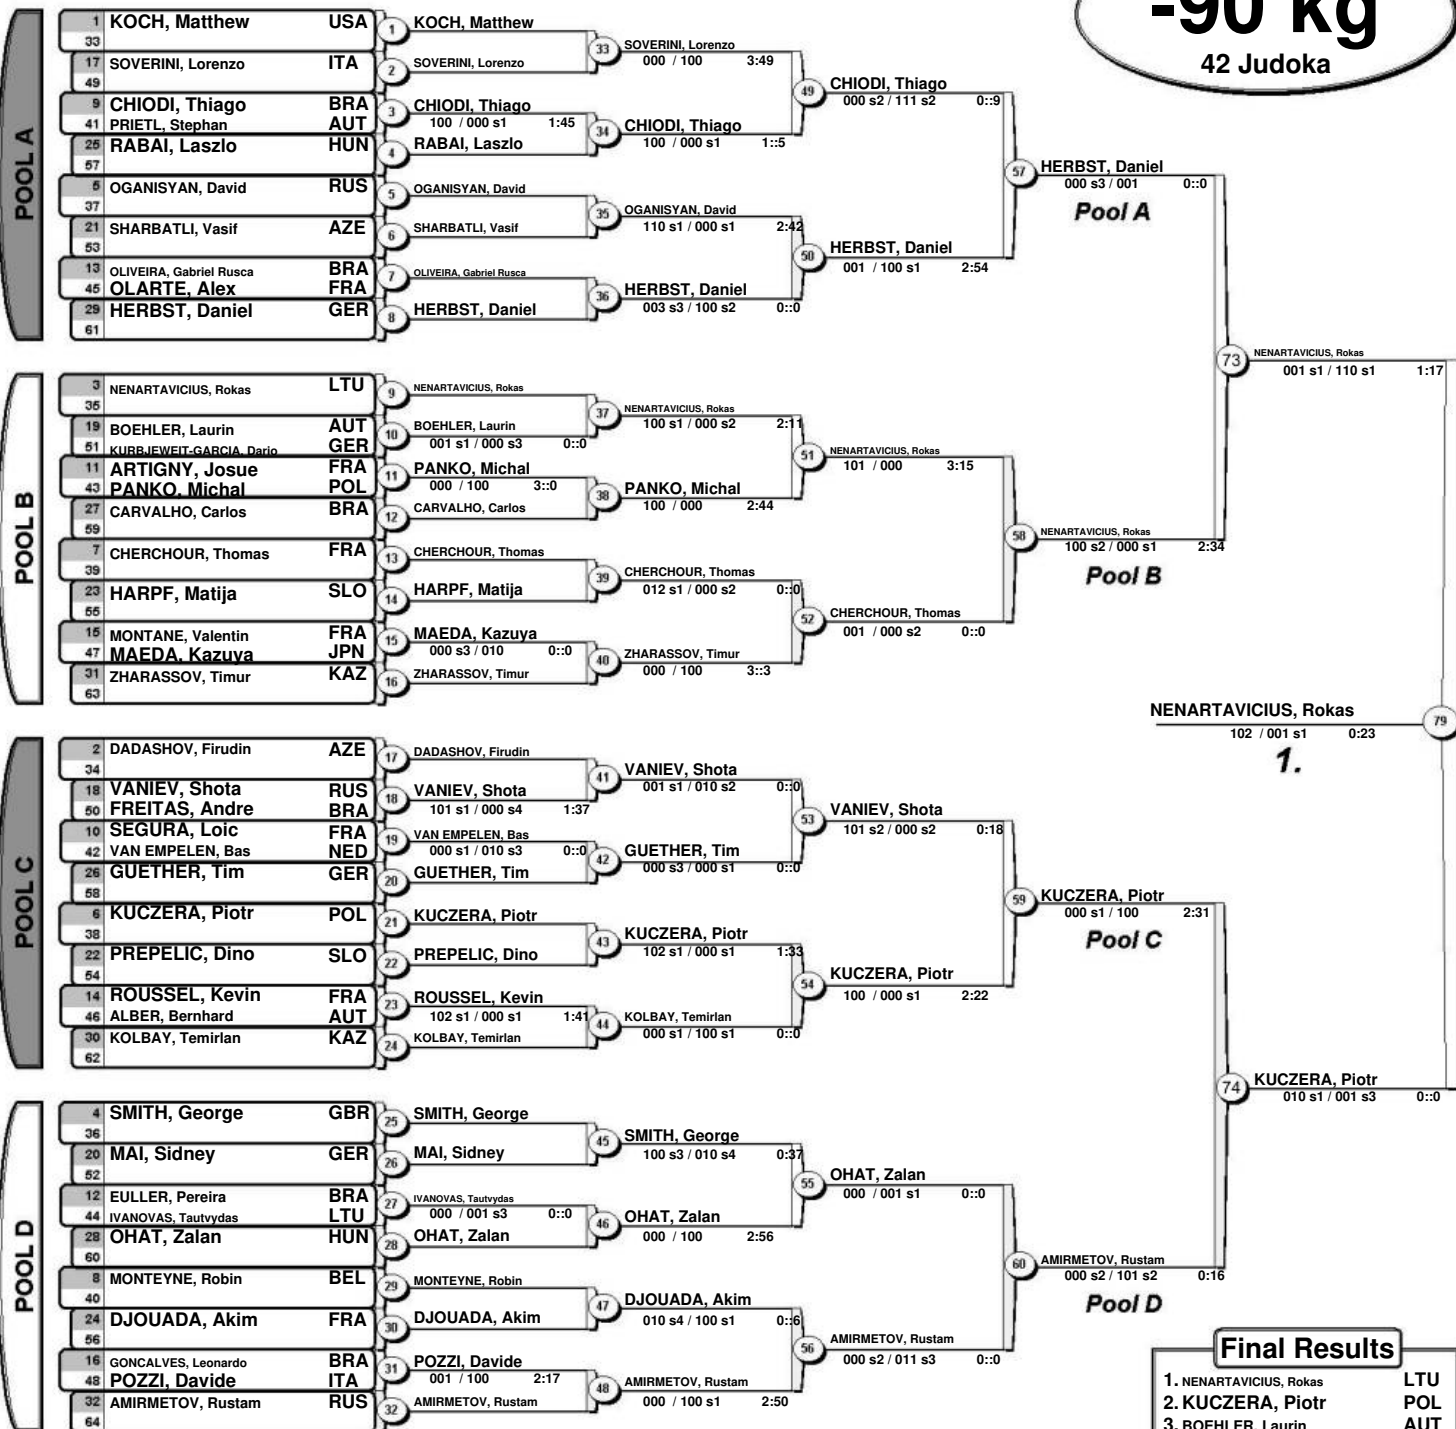 -90 kg
42 Judoka
POOL A
1 KOCH, Matthew USA
33
17 SOVERINI, Lorenzo ITA
49
9 CHIODI, Thiago BRA
41 PRIETL, Stephan AUT
25 RABAI, Laszlo HUN
57
5 OGANISYAN, David RUS
37
21 SHARBATLI, Vasif AZE
53
13 OLIVEIRA, Gabriel Rusca BRA
45 OLARTE, Alex FRA
29 HERBST, Daniel GER
61
1 KOCH, Matthew
2 SOVERINI, Lorenzo
3 CHIODI, Thiago
100 / 000 s1 1:45
4 RABAI, Laszlo
5 OGANISYAN, David
6 SHARBATLI, Vasif
7 OLIVEIRA, Gabriel Rusca
8 HERBST, Daniel
33 SOVERINI, Lorenzo
000 / 100 3:49
34 CHIODI, Thiago
100 / 000 s1 1::5
35 OGANISYAN, David
110 s1 / 000 s1 2:42
36 HERBST, Daniel
003 s3 / 100 s2 0::0
49 CHIODI, Thiago
000 s2 / 111 s2 0::9
50 HERBST, Daniel
001 / 100 s1 2:54
57 HERBST, Daniel
000 s3 / 001 0::0
Pool A
POOL B
3 NENARTAVICIUS, Rokas LTU
35
19 BOEHLER, Laurin AUT
51 KURBJEWEIT-GARCIA, Dario GER
11 ARTIGNY, Josue FRA
43 PANKO, Michal POL
27 CARVALHO, Carlos BRA
59
7 CHERCHOUR, Thomas FRA
39
23 HARPF, Matija SLO
55
15 MONTANE, Valentin FRA
47 MAEDA, Kazuya JPN
31 ZHARASSOV, Timur KAZ
63
9 NENARTAVICIUS, Rokas
10 BOEHLER, Laurin
001 s1 / 000 s3 0::0
11 PANKO, Michal
000 / 100 3::0
12 CARVALHO, Carlos
13 CHERCHOUR, Thomas
14 HARPF, Matija
15 MAEDA, Kazuya
000 s3 / 010 0::0
16 ZHARASSOV, Timur
37 NENARTAVICIUS, Rokas
100 s1 / 000 s2 2:11
38 PANKO, Michal
100 / 000 2:44
39 CHERCHOUR, Thomas
012 s1 / 000 s2 0::0
40 ZHARASSOV, Timur
000 / 100 3::3
51 NENARTAVICIUS, Rokas
101 / 000 3:15
52 CHERCHOUR, Thomas
001 / 000 s2 0::0
58 NENARTAVICIUS, Rokas
100 s2 / 000 s1 2:34
Pool B
73 NENARTAVICIUS, Rokas
001 s1 / 110 s1 1:17
NENARTAVICIUS, Rokas 79
102 / 001 s1 0:23
1.
POOL C
2 DADASHOV, Firudin AZE
34
18 VANIEV, Shota RUS
50 FREITAS, Andre BRA
10 SEGURA, Loic FRA
42 VAN EMPELEN, Bas NED
26 GUETHER, Tim GER
58
6 KUCZERA, Piotr POL
38
22 PREPELIC, Dino SLO
54
14 ROUSSEL, Kevin FRA
46 ALBER, Bernhard AUT
30 KOLBAY, Temirlan KAZ
62
17 DADASHOV, Firudin
18 VANIEV, Shota
101 s1 / 000 s4 1:37
19 VAN EMPELEN, Bas
000 s1 / 010 s3 0::0
20 GUETHER, Tim
21 KUCZERA, Piotr
22 PREPELIC, Dino
23 ROUSSEL, Kevin
102 s1 / 000 s1 1:41
24 KOLBAY, Temirlan
41 VANIEV, Shota
001 s1 / 010 s2 0::0
42 GUETHER, Tim
000 s3 / 000 s1 0::0
43 KUCZERA, Piotr
102 s1 / 000 s1 1:33
44 KOLBAY, Temirlan
000 s1 / 100 s1 0::0
53 VANIEV, Shota
101 s2 / 000 s2 0:18
54 KUCZERA, Piotr
100 / 000 s1 2:22
59 KUCZERA, Piotr
000 s1 / 100 2:31
Pool C
POOL D
4 SMITH, George GBR
36
20 MAI, Sidney GER
52
12 EULLER, Pereira BRA
44 IVANOVAS, Tautvydas LTU
28 OHAT, Zalan HUN
60
8 MONTEYNE, Robin BEL
40
24 DJOUADA, Akim FRA
56
16 GONCALVES, Leonardo BRA
48 POZZI, Davide ITA
32 AMIRMETOV, Rustam RUS
64
25 SMITH, George
26 MAI, Sidney
27 IVANOVAS, Tautvydas
000 / 001 s3 0::0
28 OHAT, Zalan
29 MONTEYNE, Robin
30 DJOUADA, Akim
31 POZZI, Davide
001 / 100 2:17
32 AMIRMETOV, Rustam
45 SMITH, George
100 s3 / 010 s4 0:37
46 OHAT, Zalan
000 / 100 2:56
47 DJOUADA, Akim
010 s4 / 100 s1 0::6
48 AMIRMETOV, Rustam
000 / 100 s1 2:50
55 OHAT, Zalan
000 / 001 s1 0::0
56 AMIRMETOV, Rustam
000 s2 / 011 s3 0::0
60 AMIRMETOV, Rustam
000 s2 / 101 s2 0:16
Pool D
74 KUCZERA, Piotr
010 s1 / 001 s3 0::0
Final Results
1. NENARTAVICIUS, Rokas LTU
2. KUCZERA, Piotr POL
3. BOEHLER, Laurin AUT